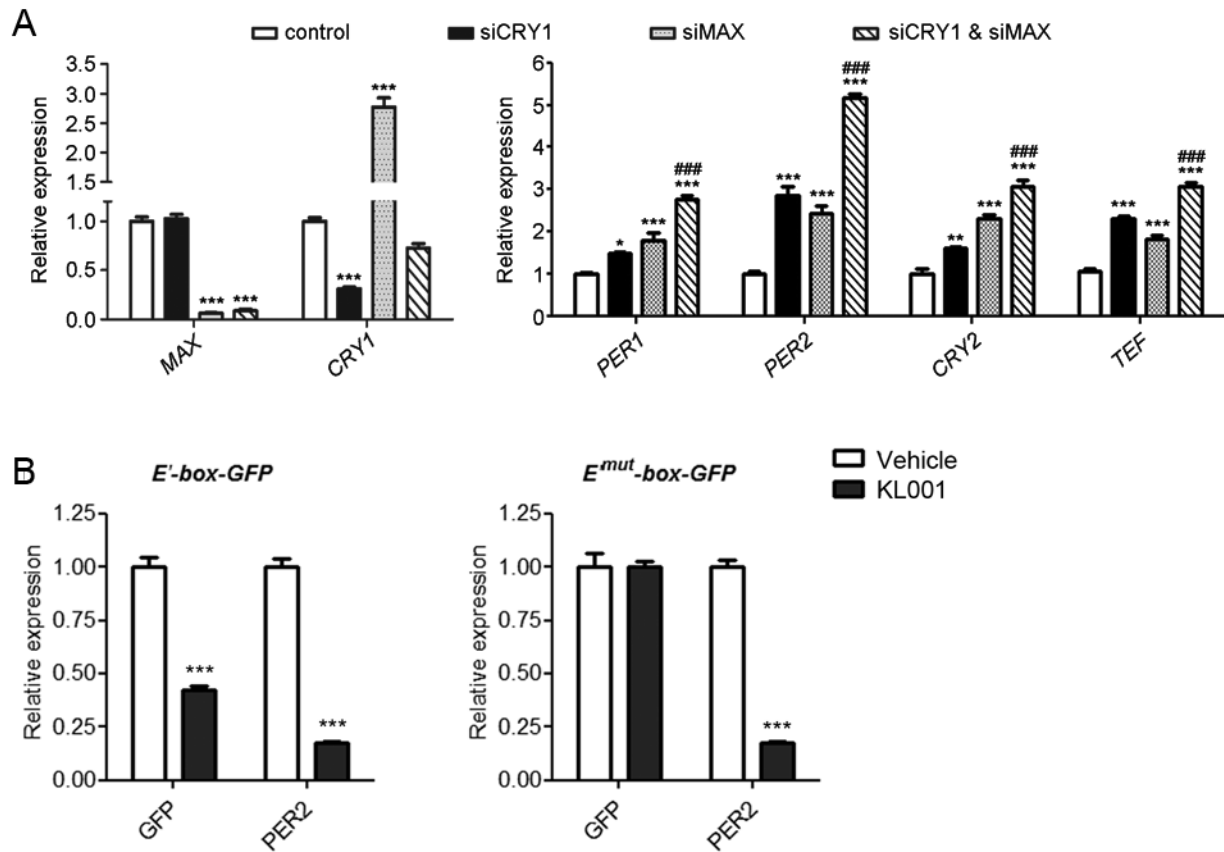 A
control siCRY1 siMAX siCRY1 & siMAX
Relative expression
3.5
3.0
2.5
2.0
1.5
1.0
0.5
0.0
*** *** *** ***
MAX CRY1
Relative expression
6
5
4
3
2
1
0
* *** ### ***
*** *** ### ***
** *** ### ***
*** *** ### ***
PER1 PER2 CRY2 TEF
B
E'-box-GFP
Relative expression
1.25
1.00
0.75
0.50
0.25
0.00
*** ***
GFP PER2
E'mut-box-GFP
Relative expression
1.25
1.00
0.75
0.50
0.25
0.00
***
GFP PER2
Vehicle
KL001